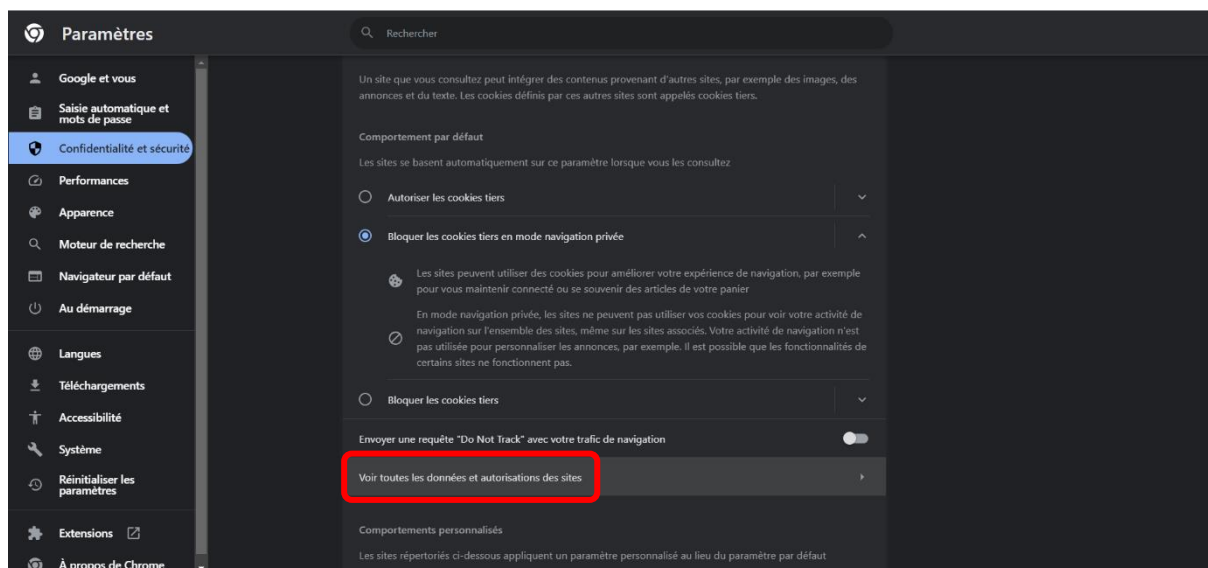 Paramètres
Rechercher
Google et vous
Saisie automatique et
mots de passe
Confidentialité et sécurité
Performances
Apparence
Moteur de recherche
Navigateur par défaut
Au démarrage
Langues
Téléchargements
Accessibilité
Système
Réinitialiser les
paramètres
Extensions
À propos de Chrome
Un site que vous consultez peut intégrer des contenus provenant d'autres sites, par exemple des images, des
annonces et du texte. Les cookies définis par ces autres sites sont appelés cookies tiers.
Comportement par défaut
Les sites se basent automatiquement sur ce paramètre lorsque vous les consultez
Autoriser les cookies tiers
Bloquer les cookies tiers en mode navigation privée
Les sites peuvent utiliser des cookies pour améliorer votre expérience de navigation, par exemple
pour vous maintenir connecté ou se souvenir des articles de votre panier
En mode navigation privée, les sites ne peuvent pas utiliser vos cookies pour voir votre activité de
navigation sur l'ensemble des sites, même sur les sites associés. Votre activité de navigation n'est
pas utilisée pour personnaliser les annonces, par exemple. Il est possible que les fonctionnalités de
certains sites ne fonctionnent pas.
Bloquer les cookies tiers
Envoyer une requête "Do Not Track" avec votre trafic de navigation
Voir toutes les données et autorisations des sites
Comportements personnalisés
Les sites répertoriés ci-dessous appliquent un paramètre personnalisé au lieu du paramètre par défaut